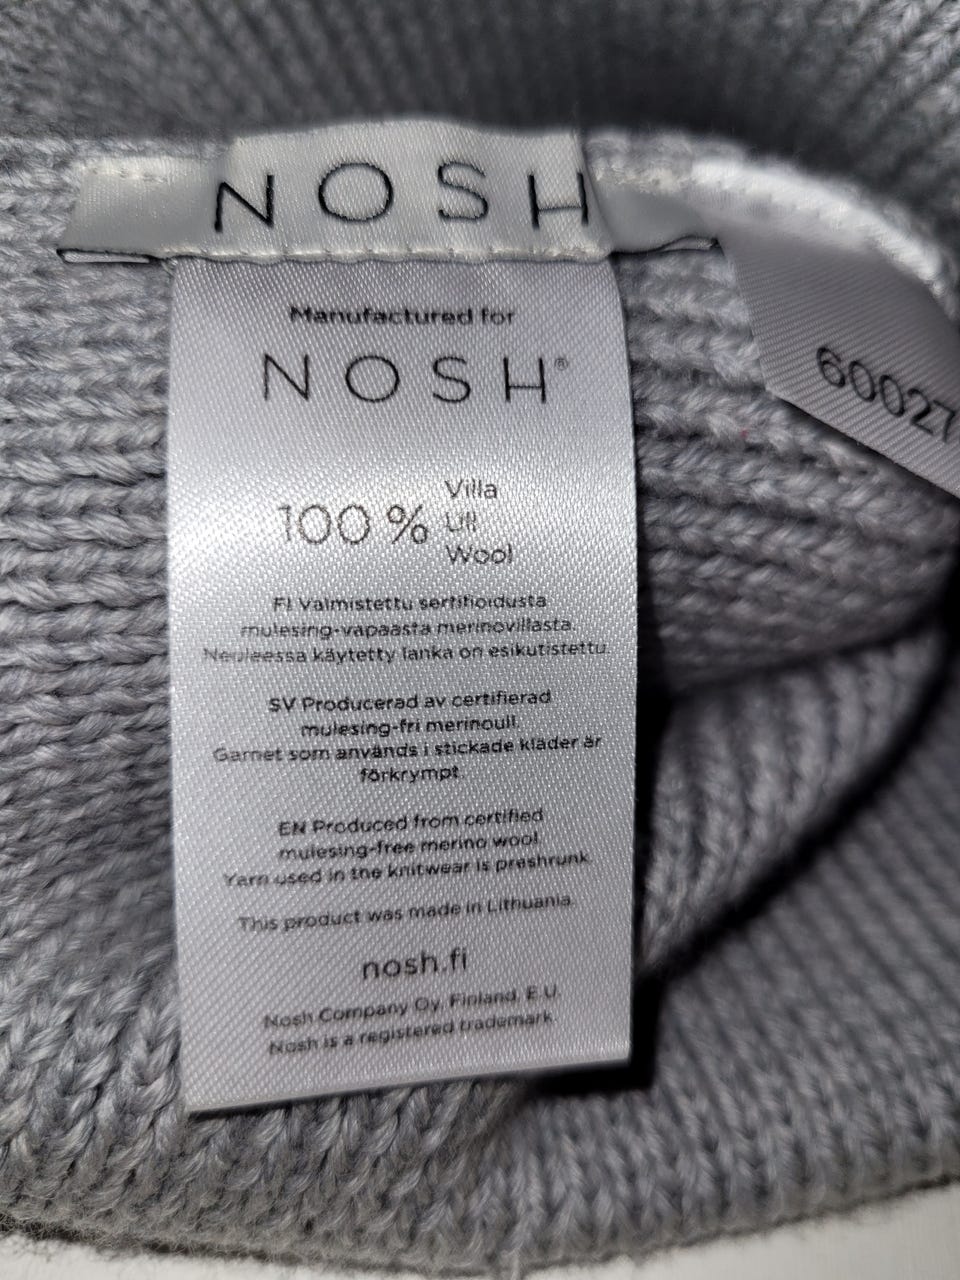 NOSH
Manufactured for
NOSH®
100 %
Villa
Ull
Wool
FI Valmistettu sertifioidusta
mulesing-vapaasta merinovillasta.
Neuleessa käytetty lanka on esikutistettu.
SV Producerad av certifierad
mulesing-fri merinoull.
Garnet som används i stickade kläder är
förkrympt.
EN Produced from certified
mulesing-free merino wool.
Yarn used in the knitwear is preshrunk.
This product was made in Lithuania.
nosh.fi
Nosh Company Oy, Finland, E.U.
Nosh is a registered trademark
60027